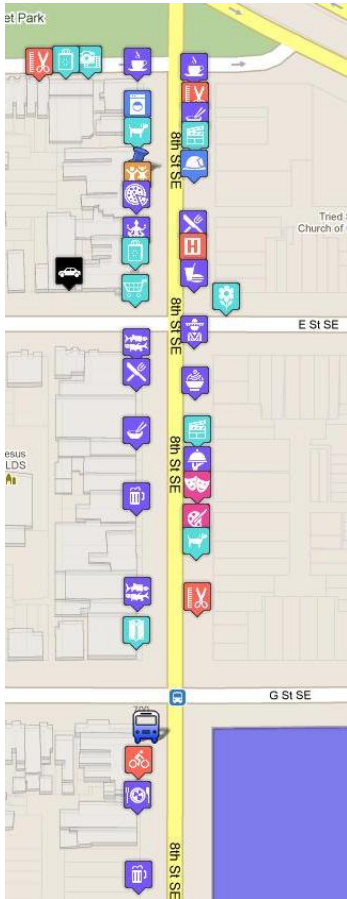 et Park
8th St SE
Tried S
Church of C
8th St SE
E St SE
8th St SE
esus
LDS
H
G St SE
8th St SE